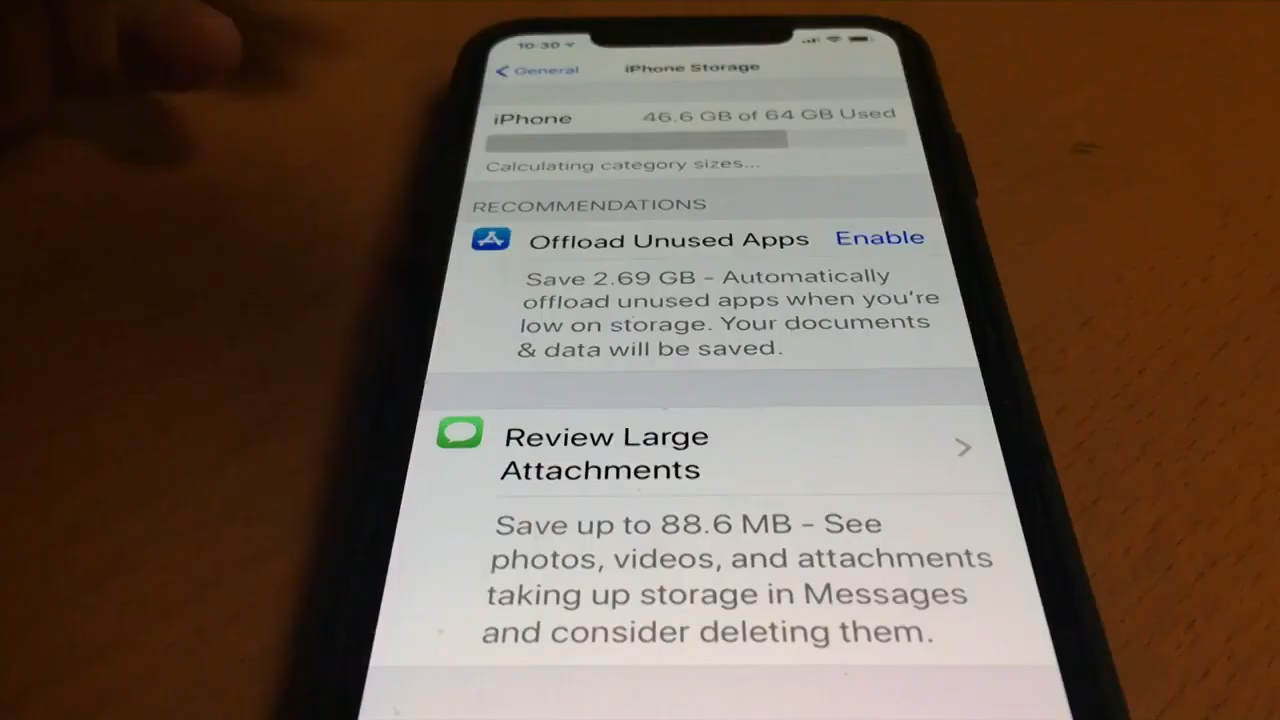 10:30
General
iPhone Storage
iPhone
46.6 GB of 64 GB Used
Calculating category sizes...
RECOMMENDATIONS
Offload Unused Apps
Enable
Save 2.69 GB – Automatically
offload unused apps when you're
low on storage. Your documents
& data will be saved.
Review Large
Attachments
Save up to 88.6 MB – See
photos, videos, and attachments
taking up storage in Messages
and consider deleting them.